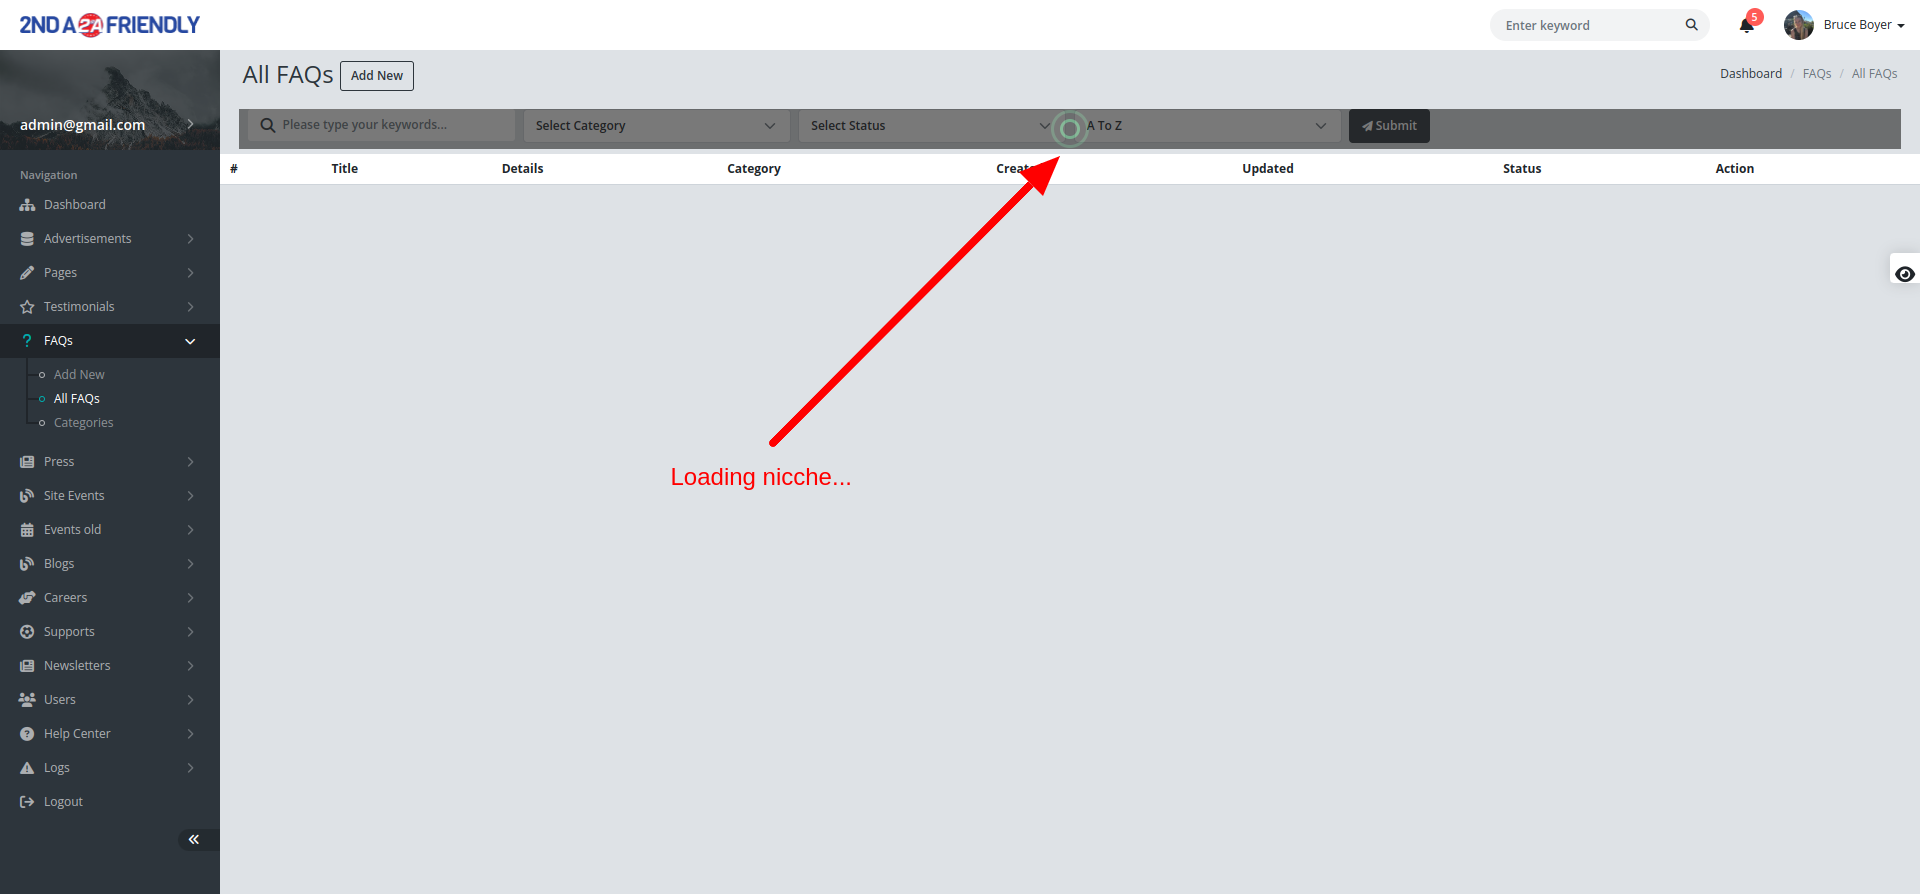 2ND A 2A FRIENDLY
Enter keyword
5
Bruce Boyer
admin@gmail.com
Navigation
Dashboard
Advertisements
Pages
Testimonials
FAQs
Add New
All FAQs
Categories
Press
Site Events
Events old
Blogs
Careers
Supports
Newsletters
Users
Help Center
Logs
Logout
All FAQs Add New
Dashboard / FAQs / All FAQs
Please type your keywords... Select Category Select Status A To Z Submit
# Title Details Category Updated Status Action
Loading nicche...